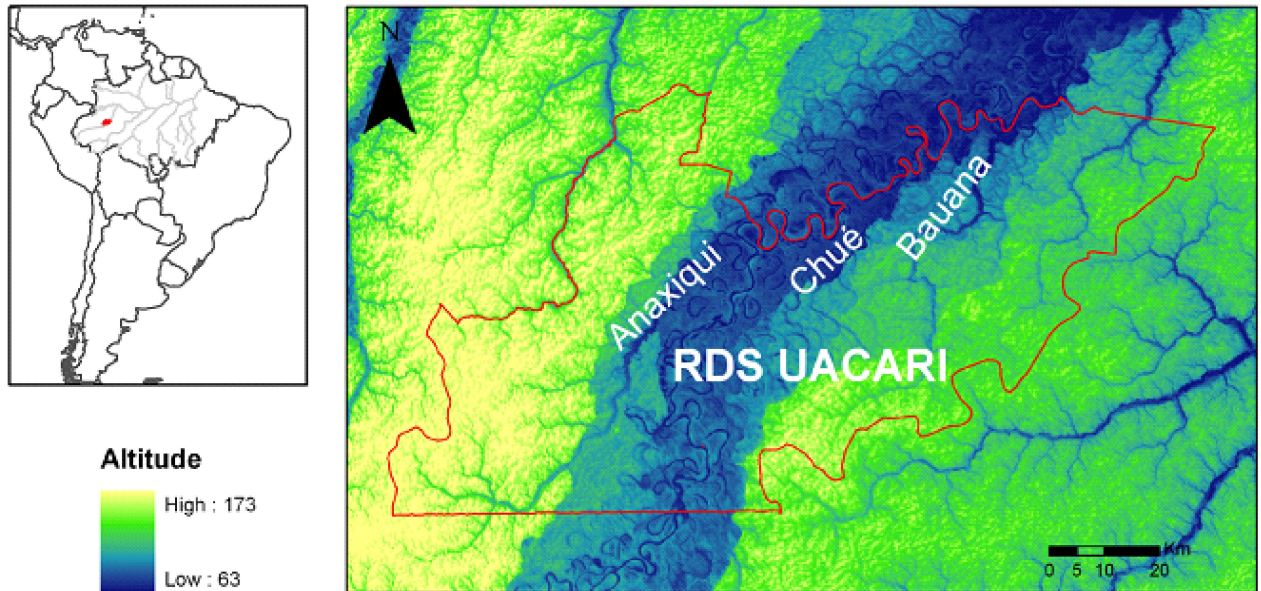 N
Anaxiqui
Chué
Bauana
RDS UACARI
Altitude
High : 173
Low : 63
Km
0 5 10 20